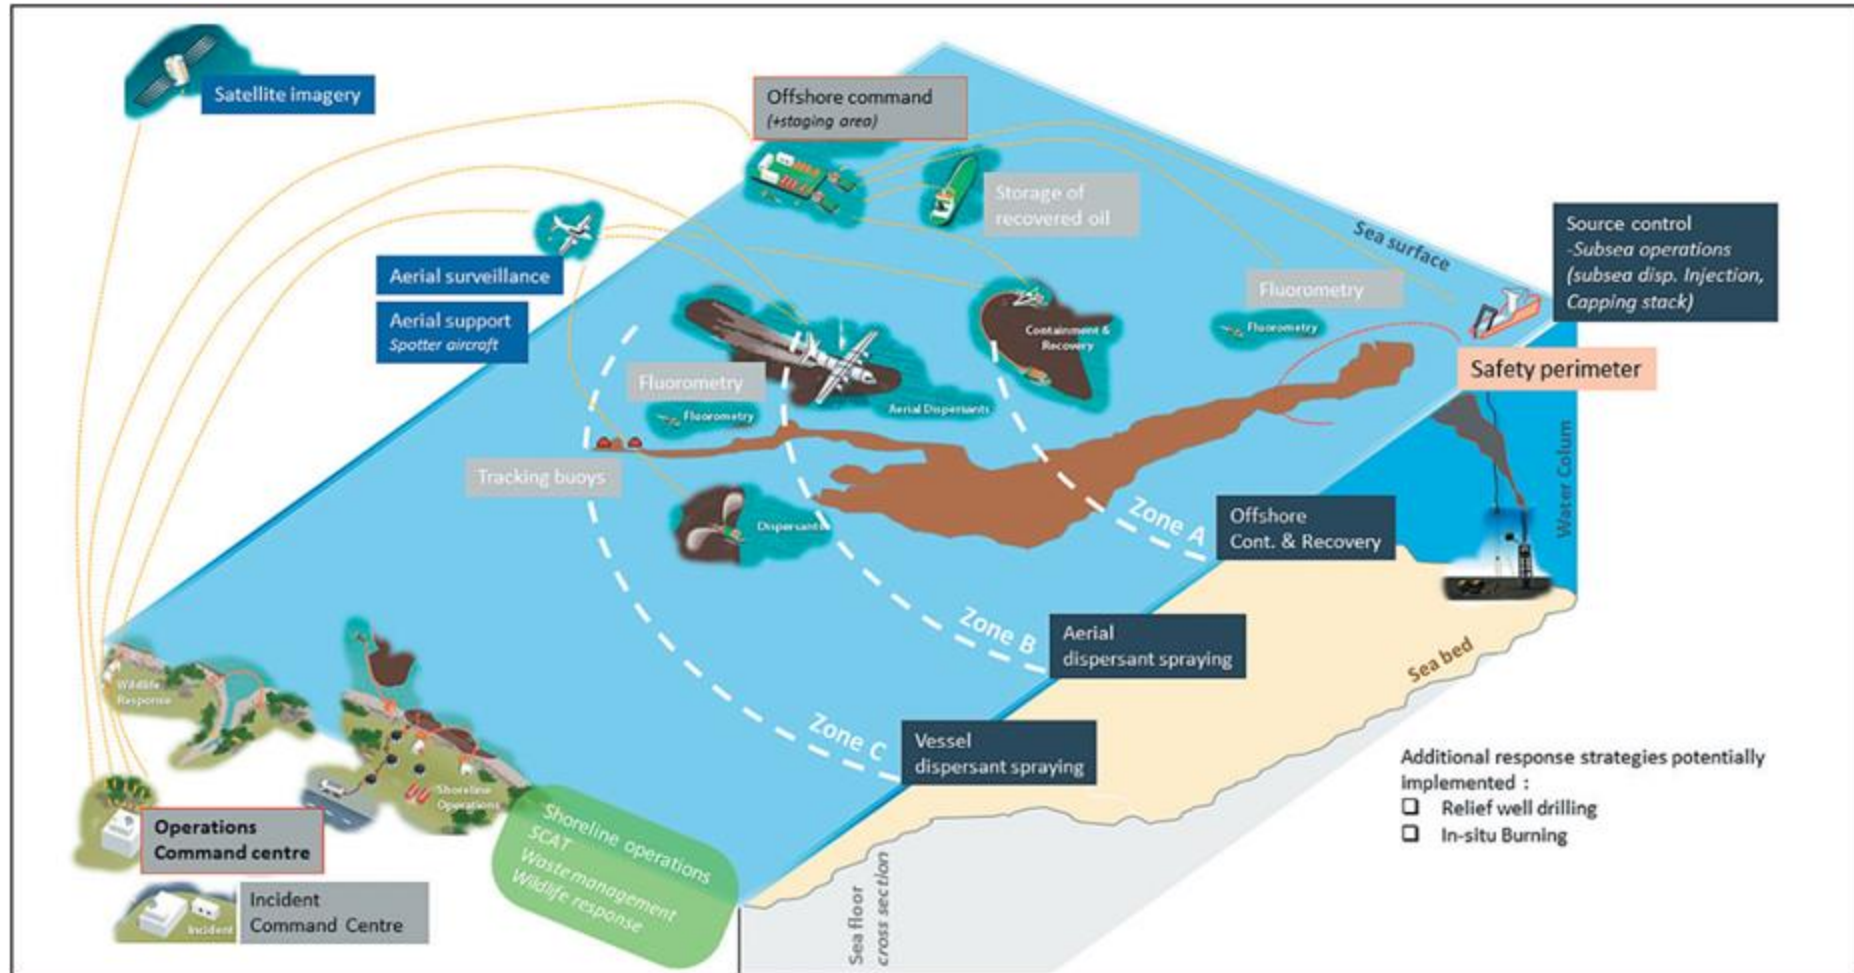 Satellite imagery
Offshore command
(+staging area)
Storage of
recovered oil
Sea surface
Source control
-Subsea operations
(subsea disp. Injection,
Capping stack)
Aerial surveillance
Aerial support
Spotter aircraft
Fluorometry
Fluorometry
Containment &
Recovery
Safety perimeter
Fluorometry
Fluorometry
Aerial Dispersants
Tracking buoys
Dispersants
Water Colum
Zone A
Offshore
Cont. & Recovery
Zone B
Aerial
dispersant spraying
Sea bed
Zone C
Vessel
dispersant spraying
Wildlife
Response
Shoreline
Operations
Operations
Command centre
Incident
Incident
Command Centre
Shoreline operations
SCAT
Waste management
Wildlife response
Sea floor
cross section
Additional response strategies potentially
implemented :
Relief well drilling
In-situ Burning